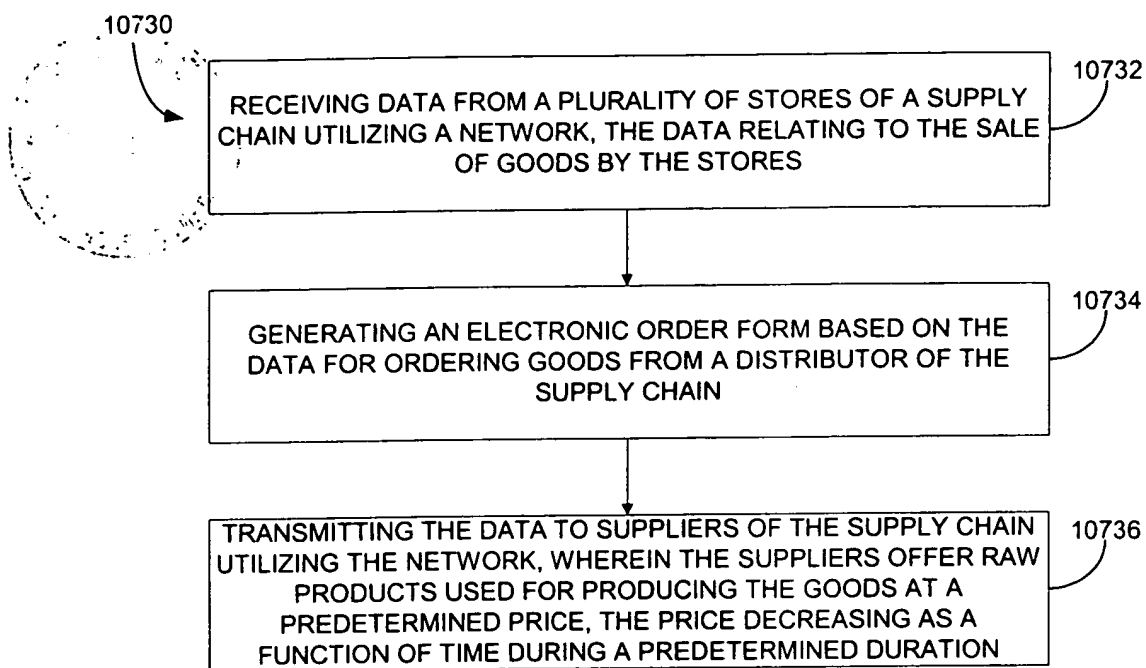 10730
10732
RECEIVING DATA FROM A PLURALITY OF STORES OF A SUPPLY
CHAIN UTILIZING A NETWORK, THE DATA RELATING TO THE SALE
OF GOODS BY THE STORES
10734
GENERATING AN ELECTRONIC ORDER FORM BASED ON THE
DATA FOR ORDERING GOODS FROM A DISTRIBUTOR OF THE
SUPPLY CHAIN
10736
TRANSMITTING THE DATA TO SUPPLIERS OF THE SUPPLY CHAIN
UTILIZING THE NETWORK, WHEREIN THE SUPPLIERS OFFER RAW
PRODUCTS USED FOR PRODUCING THE GOODS AT A
PREDETERMINED PRICE, THE PRICE DECREASING AS A
FUNCTION OF TIME DURING A PREDETERMINED DURATION